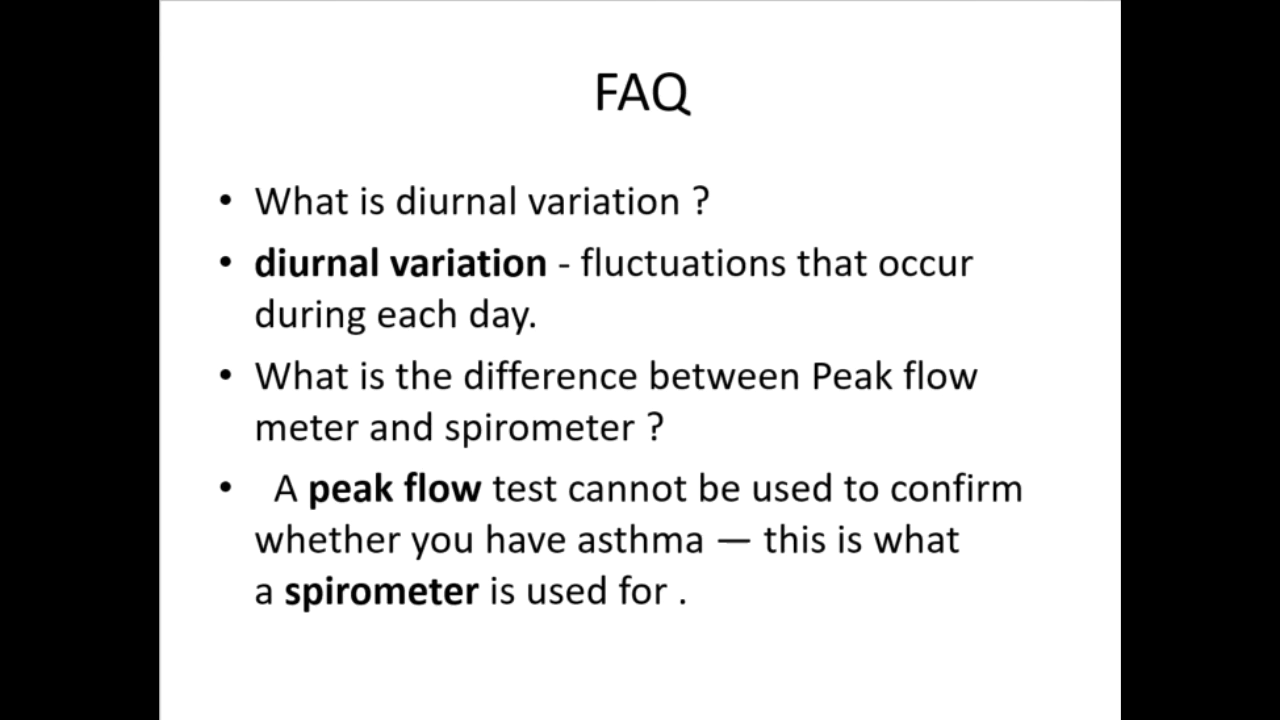 FAQ
• What is diurnal variation ?
• diurnal variation - fluctuations that occur
during each day.
• What is the difference between Peak flow
meter and spirometer ?
• A peak flow test cannot be used to confirm
whether you have asthma — this is what
a spirometer is used for .